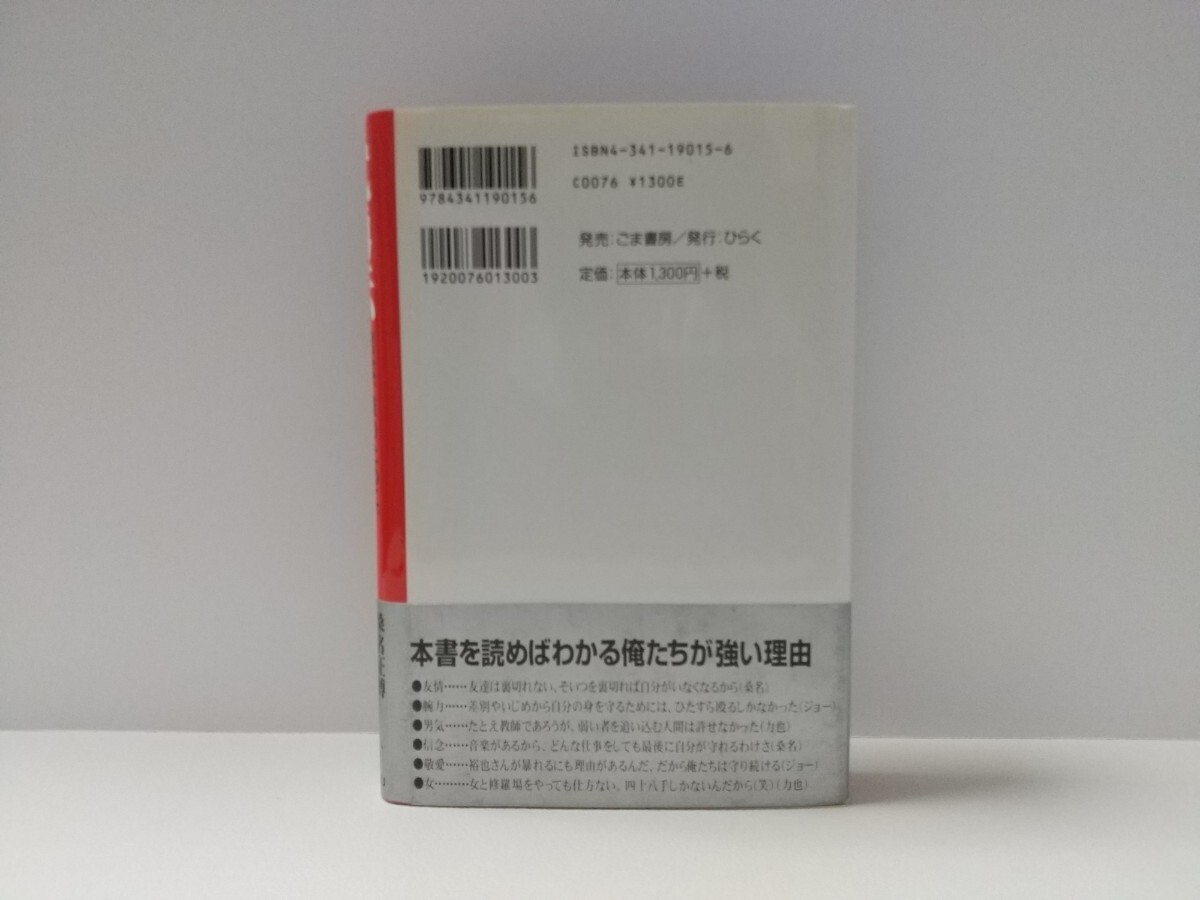 9784341190156
ISBN4-341-19015-6
C0076 ¥1300E
1920076013003
発売:ごま書房/発行:ひらく
定価:本体1,300円+税
本書を読めばわかる俺たちが強い理由
●友情……友達は裏切れない、そいつを裏切れば自分がいなくなるから(桑名)
●腕力……差別やいじめから自分の身を守るためには、ひたすら殴るしかなかった(ジョー)
●男気……たとえ教師であろうが、弱い者を追い込む人間は許せなかった(力也)
●信念……音楽があるから、どんな仕事をしても最後に自分が守れるわけさ(桑名)
●敬愛……裕也さんが暴れるにも理由があるんだ、だから俺たちは守り続ける(ジョー)
●女………女と修羅場をやっても仕方ない、四十八手しかないんだから(笑)(力也)
桑名正博